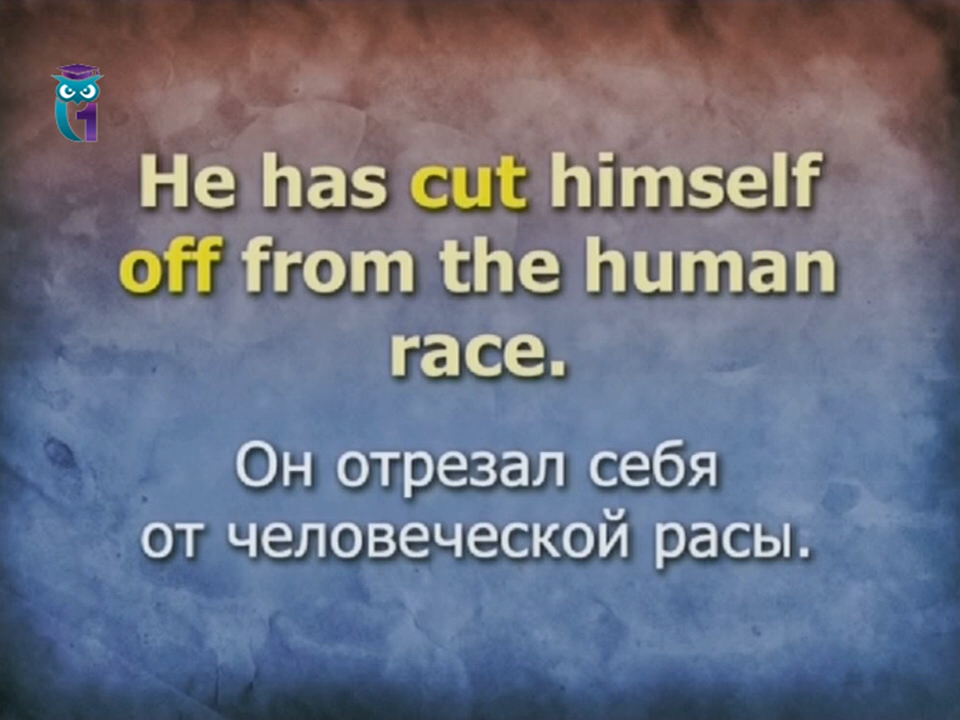 He has cut himself
off from the human
race.
Он отрезал себя
от человеческой расы.